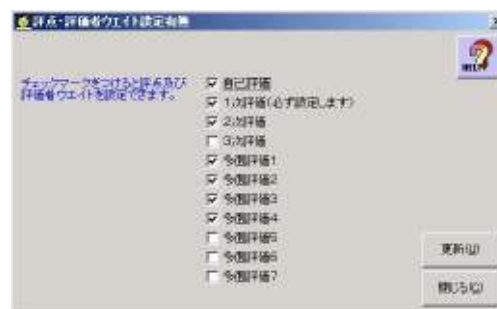 評点・評価者ウエイト設定有無
HELP
チェックマークをつけると評点及び
評価者ウエイトを設定できます。
自己評価
1次評価(必ず設定します)
2次評価
3次評価
多面評価1
多面評価2
多面評価3
多面評価4
多面評価5
多面評価6
多面評価7
更新(U)
閉じる(C)